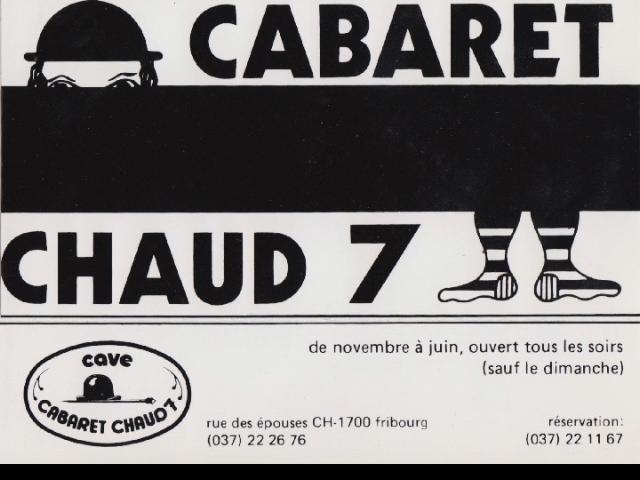 CABARET
CHAUD 7
de novembre à juin, ouvert tous les soirs
(sauf le dimanche)
cave
CABARET CHAUD 7
rue des épouses CH-1700 fribourg
(037) 22 26 76
réservation:
(037) 22 11 67